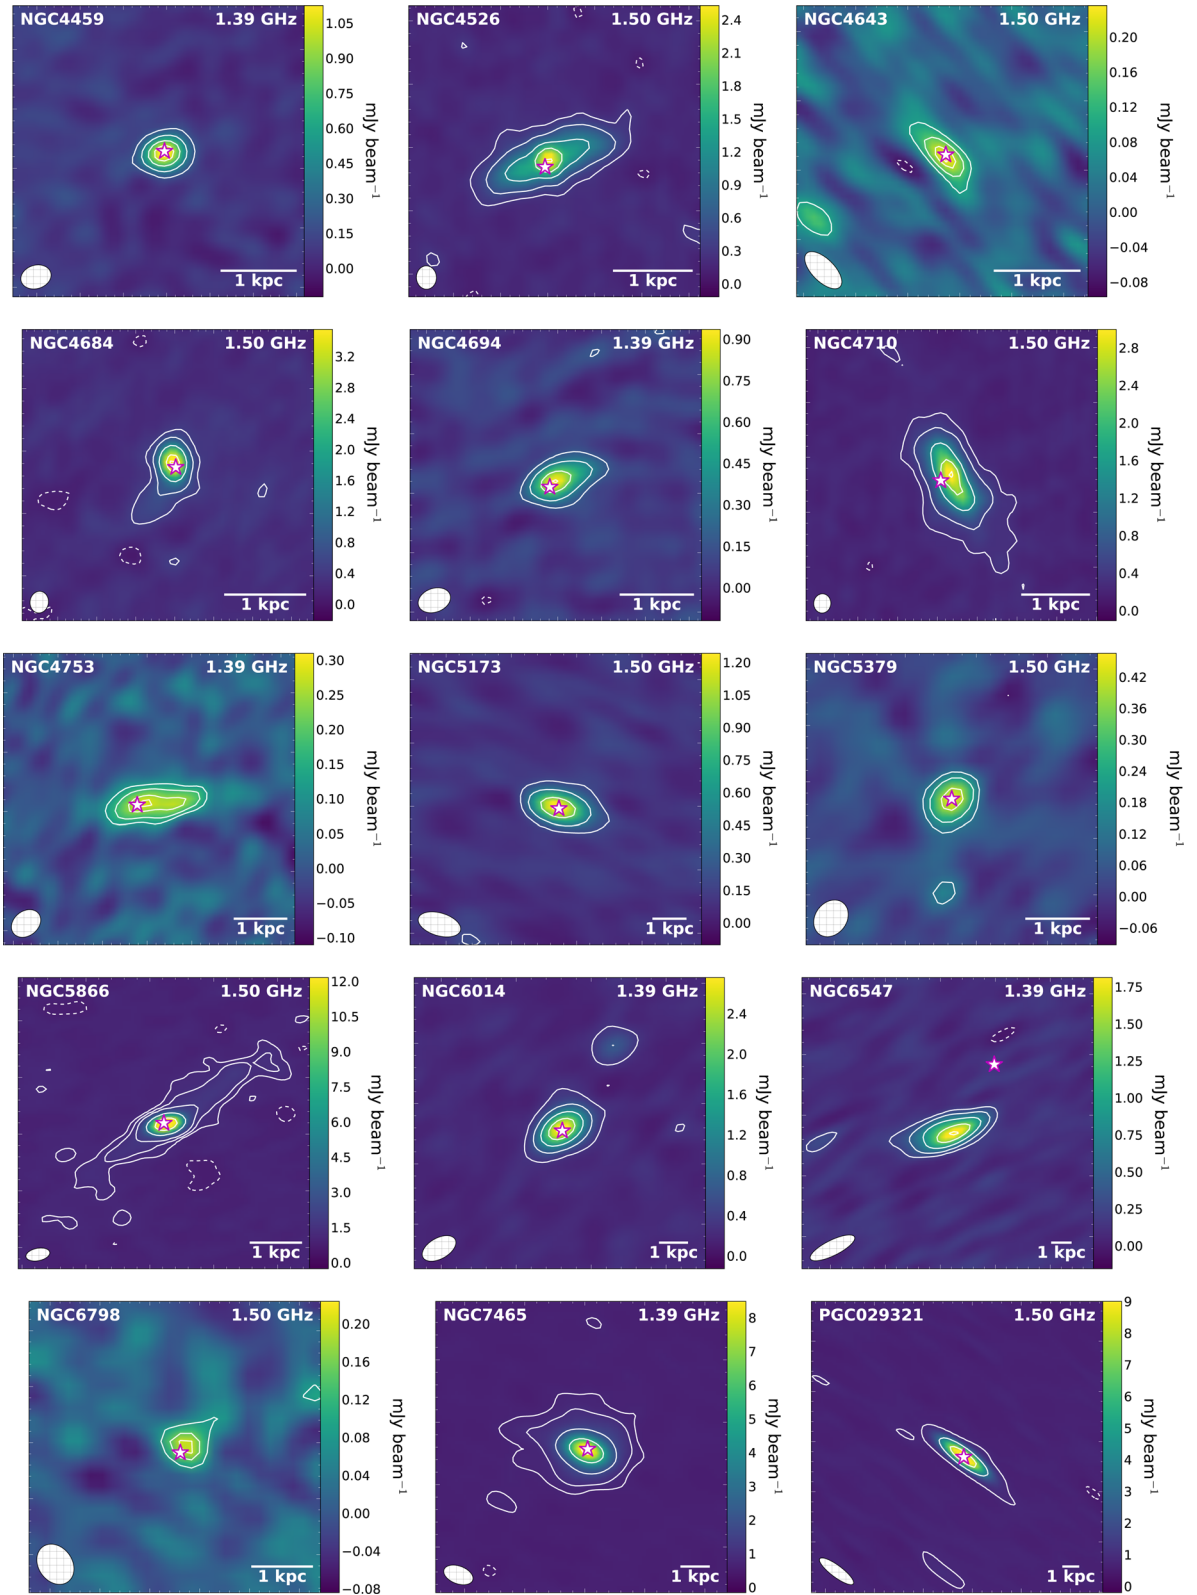 NGC4459 1.39 GHz
1.05
0.90
0.75
0.60
0.45
0.30
0.15
0.00
mJy beam−1
1 kpc
NGC4526 1.50 GHz
2.4
2.1
1.8
1.5
1.2
0.9
0.6
0.3
0.0
mJy beam−1
1 kpc
NGC4643 1.50 GHz
0.20
0.16
0.12
0.08
0.04
0.00
−0.04
−0.08
mJy beam−1
1 kpc
NGC4684 1.50 GHz
3.2
2.8
2.4
2.0
1.6
1.2
0.8
0.4
0.0
mJy beam−1
1 kpc
NGC4694 1.39 GHz
0.90
0.75
0.60
0.45
0.30
0.15
0.00
mJy beam−1
1 kpc
NGC4710 1.50 GHz
2.8
2.4
2.0
1.6
1.2
0.8
0.4
0.0
mJy beam−1
1 kpc
NGC4753 1.39 GHz
0.30
0.25
0.20
0.15
0.10
0.05
0.00
−0.05
−0.10
mJy beam−1
1 kpc
NGC5173 1.50 GHz
1.20
1.05
0.90
0.75
0.60
0.45
0.30
0.15
0.00
mJy beam−1
1 kpc
NGC5379 1.50 GHz
0.42
0.36
0.30
0.24
0.18
0.12
0.06
0.00
−0.06
mJy beam−1
1 kpc
NGC5866 1.50 GHz
12.0
10.5
9.0
7.5
6.0
4.5
3.0
1.5
0.0
mJy beam−1
1 kpc
NGC6014 1.39 GHz
2.4
2.0
1.6
1.2
0.8
0.4
0.0
mJy beam−1
1 kpc
NGC6547 1.39 GHz
1.75
1.50
1.25
1.00
0.75
0.50
0.25
0.00
mJy beam−1
1 kpc
NGC6798 1.50 GHz
0.20
0.16
0.12
0.08
0.04
0.00
−0.04
−0.08
mJy beam−1
1 kpc
NGC7465 1.39 GHz
8
7
6
5
4
3
2
1
0
mJy beam−1
1 kpc
PGC029321 1.50 GHz
9
8
7
6
5
4
3
2
1
0
mJy beam−1
1 kpc